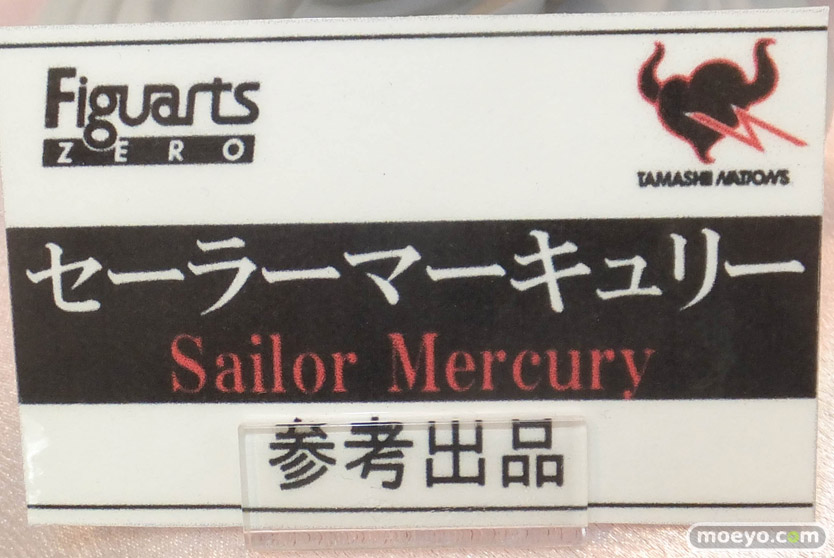 Figuarts
ZERO
TAMASHII NATIONS
セーラーマーキュリー
Sailor Mercury
参考出品
moeyo.com